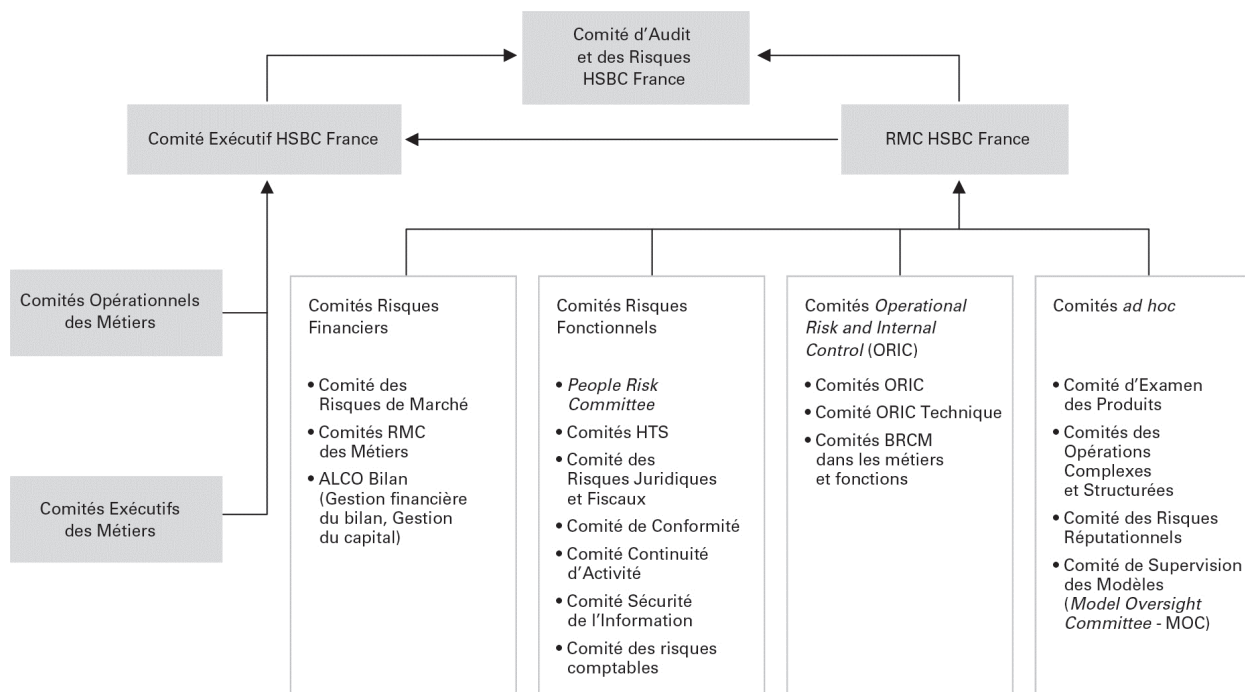 Comité d’Audit
et des Risques
HSBC France
Comité Exécutif HSBC France
RMC HSBC France
Comités Opérationnels
des Métiers
Comités Exécutifs
des Métiers
Comités Risques
Financiers
• Comité des
Risques de Marché
• Comités RMC
des Métiers
• ALCO Bilan
(Gestion financière
du bilan, Gestion
du capital)
Comités Risques
Fonctionnels
• People Risk
Committee
• Comités HTS
• Comité des
Risques Juridiques
et Fiscaux
• Comité de Conformité
• Comité Continuité
d’Activité
• Comité Sécurité
de l’Information
• Comité des risques
comptables
Comités Operational
Risk and Internal
Control (ORIC)
• Comités ORIC
• Comité ORIC Technique
• Comités BRCM
dans les métiers
et fonctions
Comités ad hoc
• Comité d’Examen
des Produits
• Comités des
Opérations
Complexes
et Structurées
• Comité des Risques
Réputationnels
• Comité de Supervision
des Modèles
(Model Oversight
Committee - MOC)